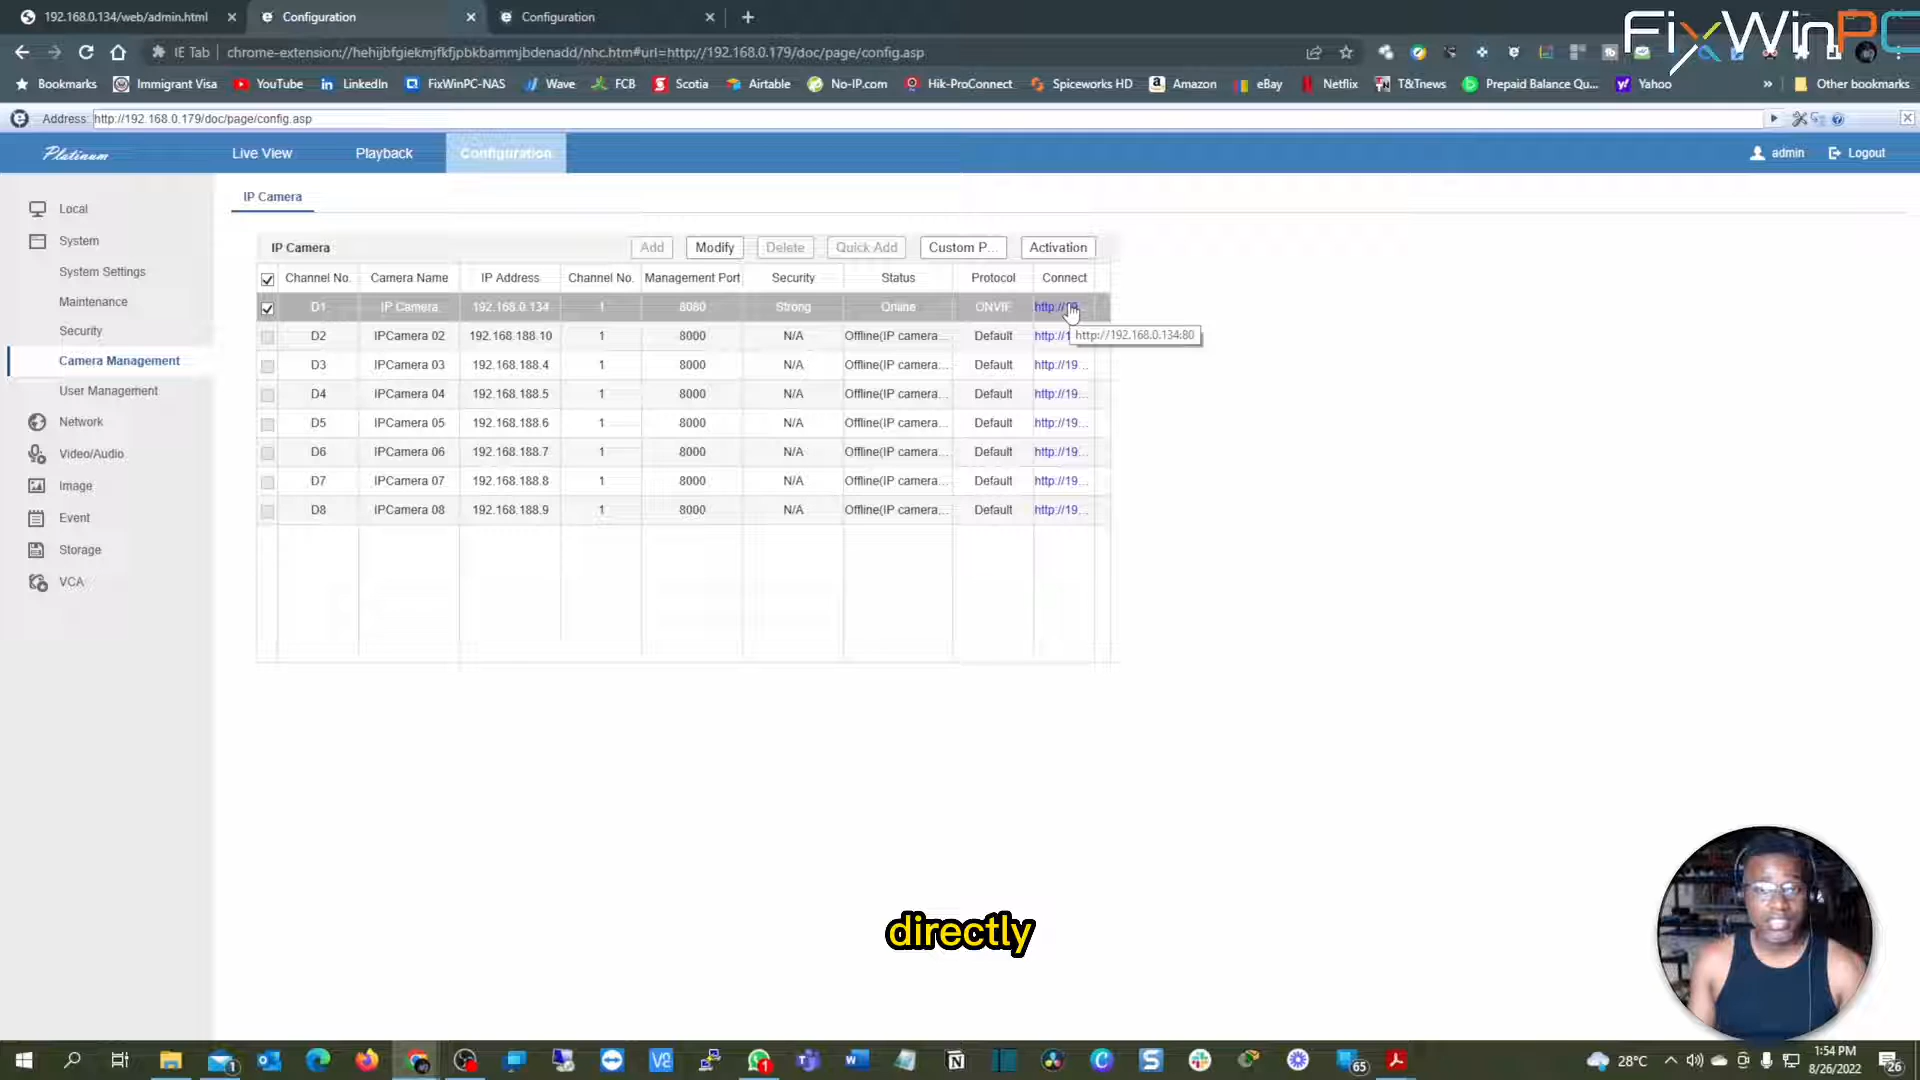 192.168.0.134/web/admin.html
Configuration
Configuration
FixWinPC
IE Tab
chrome-extension://hehijbfgiekmjfkfjpbkbammjbdenadd/nhc.htm#url=http://192.168.0.179/doc/page/config.asp
Bookmarks Immigrant Visa YouTube LinkedIn FixWinPC-NAS Wave FCB Scotia Airtable No-IP.com Hik-ProConnect Spiceworks HD Amazon eBay Netflix T&Tnews Prepaid Balance Qu... Yahoo » Other bookmarks
Address: http://192.168.0.179/doc/page/config.asp
Platinum Live View Playback Configuration admin Logout
Local
System
System Settings
Maintenance
Security
Camera Management
User Management
Network
Video/Audio
Image
Event
Storage
VCA
IP Camera
IP Camera Add Modify Delete Quick Add Custom P... Activation
Channel No. Camera Name IP Address Channel No. Management Port Security Status Protocol Connect
D1 IP Camera 192.168.0.134 1 8080 Strong Online ONVIF http://19...
D2 IPCamera 02 192.168.188.10 1 8000 N/A Offline(IP camera... Default http://1
http://192.168.0.134:80
D3 IPCamera 03 192.168.188.4 1 8000 N/A Offline(IP camera... Default http://19...
D4 IPCamera 04 192.168.188.5 1 8000 N/A Offline(IP camera... Default http://19...
D5 IPCamera 05 192.168.188.6 1 8000 N/A Offline(IP camera... Default http://19...
D6 IPCamera 06 192.168.188.7 1 8000 N/A Offline(IP camera... Default http://19...
D7 IPCamera 07 192.168.188.8 1 8000 N/A Offline(IP camera... Default http://19...
D8 IPCamera 08 192.168.188.9 1 8000 N/A Offline(IP camera... Default http://19...
directly
28°C
1:54 PM
8/26/2022
65
26